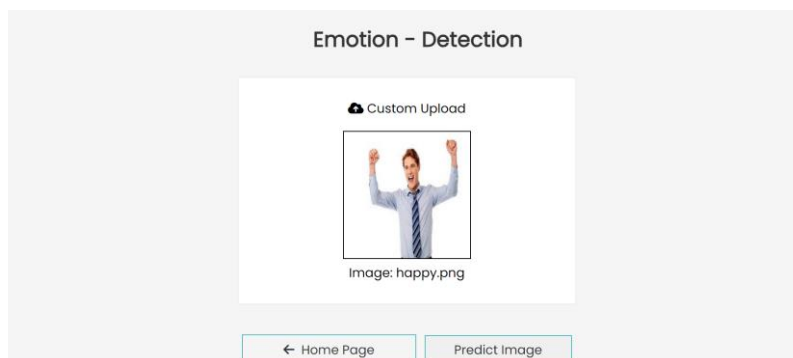 Emotion - Detection
Custom Upload
Image: happy.png
← Home Page
Predict Image